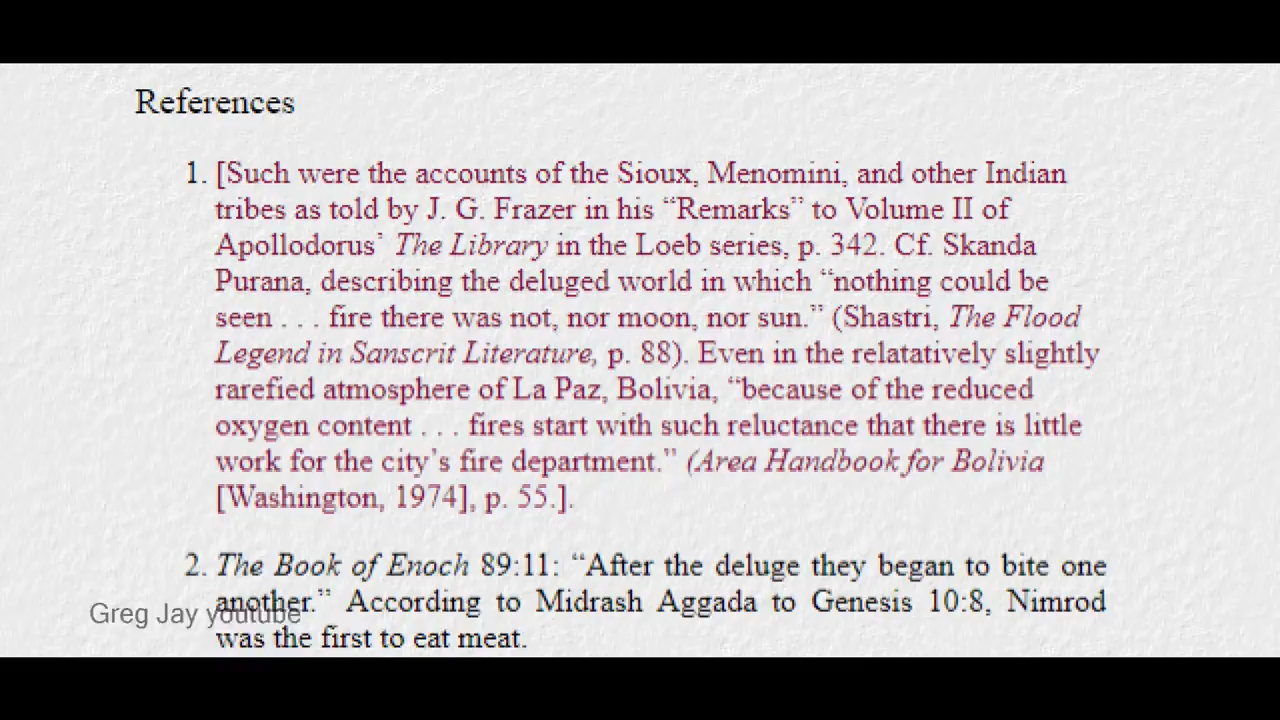 References
1. [Such were the accounts of the Sioux, Menomini, and other Indian
tribes as told by J. G. Frazer in his “Remarks” to Volume II of
Apollodorus’ The Library in the Loeb series, p. 342. Cf. Skanda
Purana, describing the deluged world in which “nothing could be
seen . . . fire there was not, nor moon, nor sun.” (Shastri, The Flood
Legend in Sanscrit Literature, p. 88). Even in the relatatively slightly
rarefied atmosphere of La Paz, Bolivia, “because of the reduced
oxygen content . . . fires start with such reluctance that there is little
work for the city’s fire department.” (Area Handbook for Bolivia
[Washington, 1974], p. 55.].
2. The Book of Enoch 89:11: “After the deluge they began to bite one
another.” According to Midrash Aggada to Genesis 10:8, Nimrod
Greg Jay youtube
was the first to eat meat.